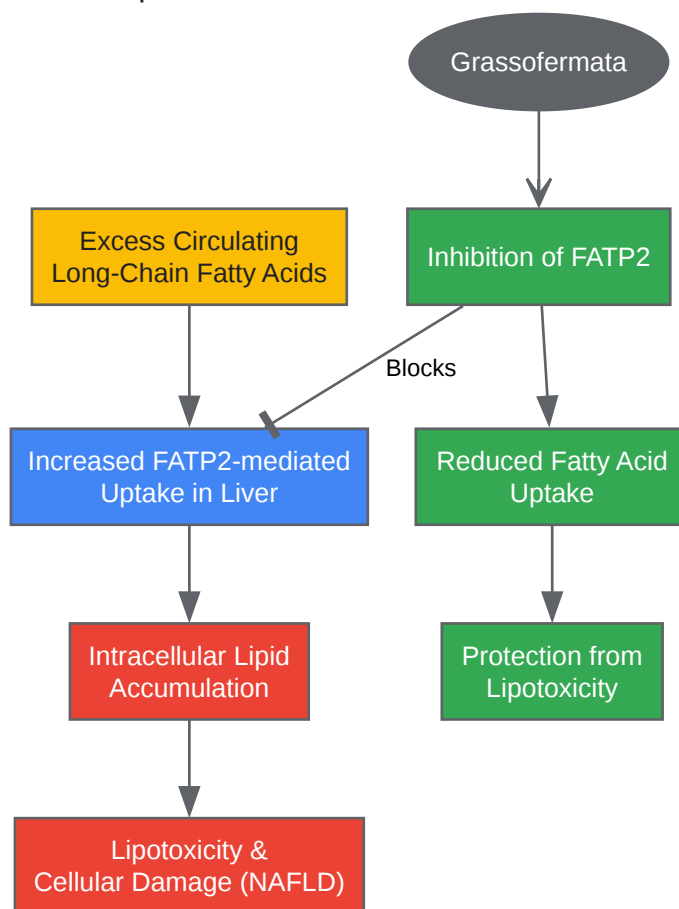 Grassofermata
Excess Circulating
Long-Chain Fatty Acids
Inhibition of FATP2
Blocks
Increased FATP2-mediated
Uptake in Liver
Reduced Fatty Acid
Uptake
Intracellular Lipid
Accumulation
Protection from
Lipotoxicity
Lipotoxicity &
Cellular Damage (NAFLD)